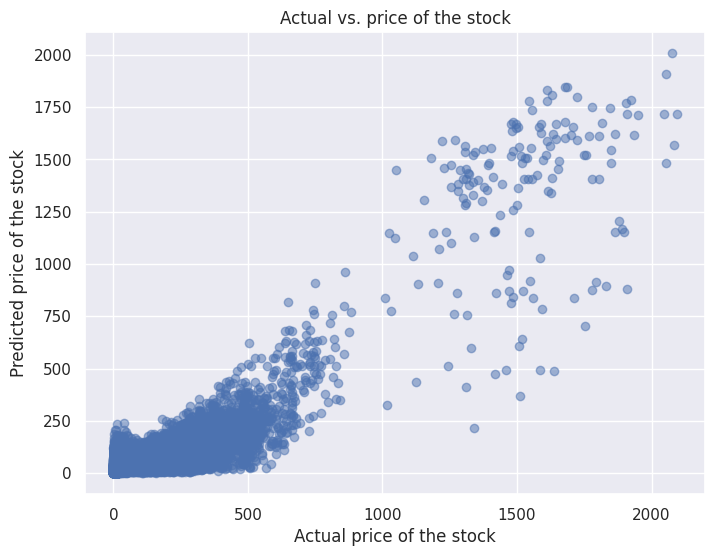 Actual vs. price of the stock
2000
1750
1500
1250
1000
750
500
250
0
Predicted price of the stock
0 500 1000 1500 2000
Actual price of the stock